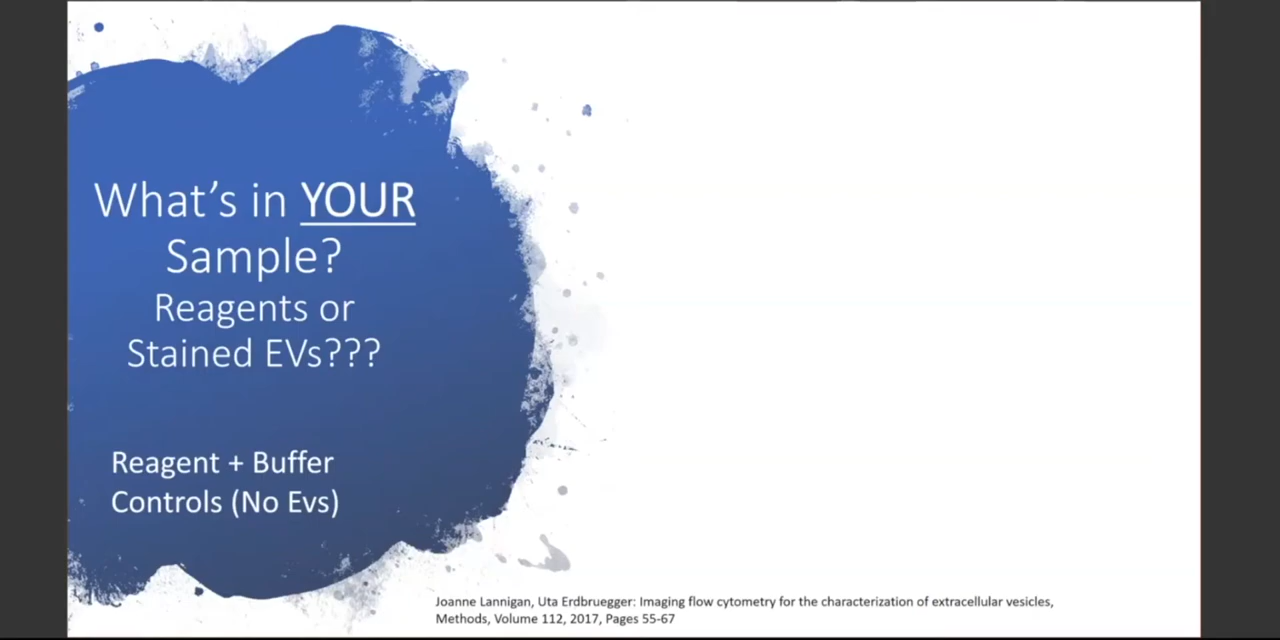 What's in YOUR
Sample?
Reagents or
Stained EVs???
Reagent + Buffer
Controls (No Evs)
Joanne Lannigan, Uta Erdbruegger: Imaging flow cytometry for the characterization of extracellular vesicles,
Methods, Volume 112, 2017, Pages 55-67